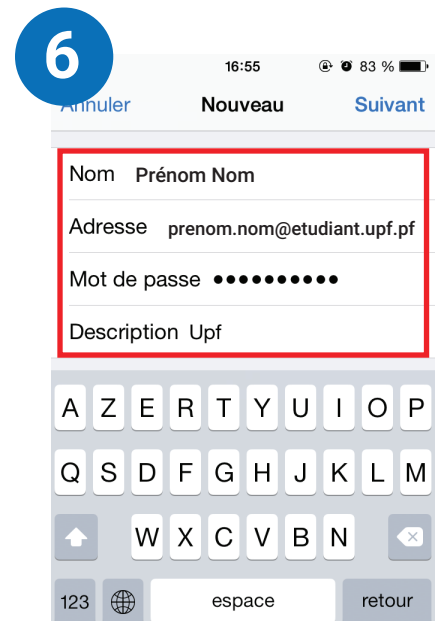 6
16:55 83 %
Annuler Nouveau Suivant
Nom Prénom Nom
Adresse prenom.nom@etudiant.upf.pf
Mot de passe ●●●●●●●●●●
Description Upf
A Z E R T Y U I O P
Q S D F G H J K L M
W X C V B N
123 espace retour